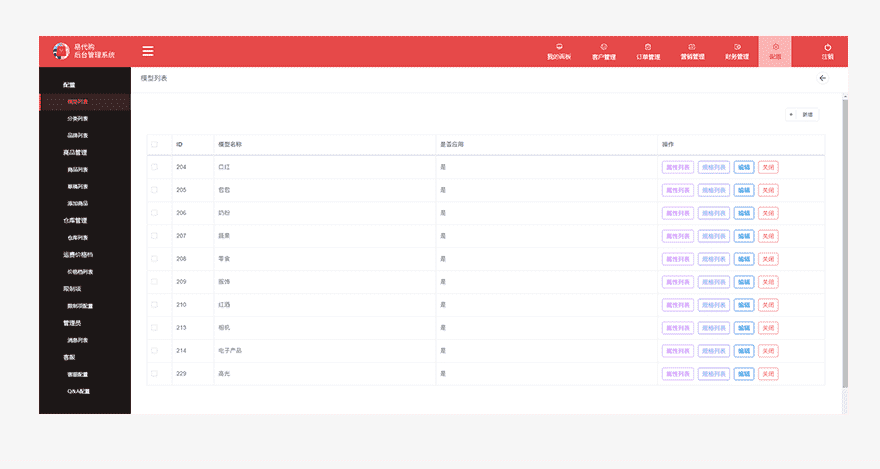 易代购
后台管理系统
我的面板
客户管理
订单管理
营销管理
财务管理
配置
注销
配置
模型列表
分类列表
品牌列表
商品管理
商品列表
草稿列表
添加商品
仓库管理
仓库列表
运费价格档
价格档列表
限制项
限制项配置
管理员
消息列表
客服
客服配置
Q&A配置
模型列表
+ 新增
ID 模型名称 是否启用 操作
204 口红 是 属性列表 规格列表 编辑 关闭
205 包包 是 属性列表 规格列表 编辑 关闭
206 奶粉 是 属性列表 规格列表 编辑 关闭
207 蔬果 是 属性列表 规格列表 编辑 关闭
208 零食 是 属性列表 规格列表 编辑 关闭
209 服饰 是 属性列表 规格列表 编辑 关闭
210 红酒 是 属性列表 规格列表 编辑 关闭
213 相机 是 属性列表 规格列表 编辑 关闭
214 电子产品 是 属性列表 规格列表 编辑 关闭
229 高光 是 属性列表 规格列表 编辑 关闭